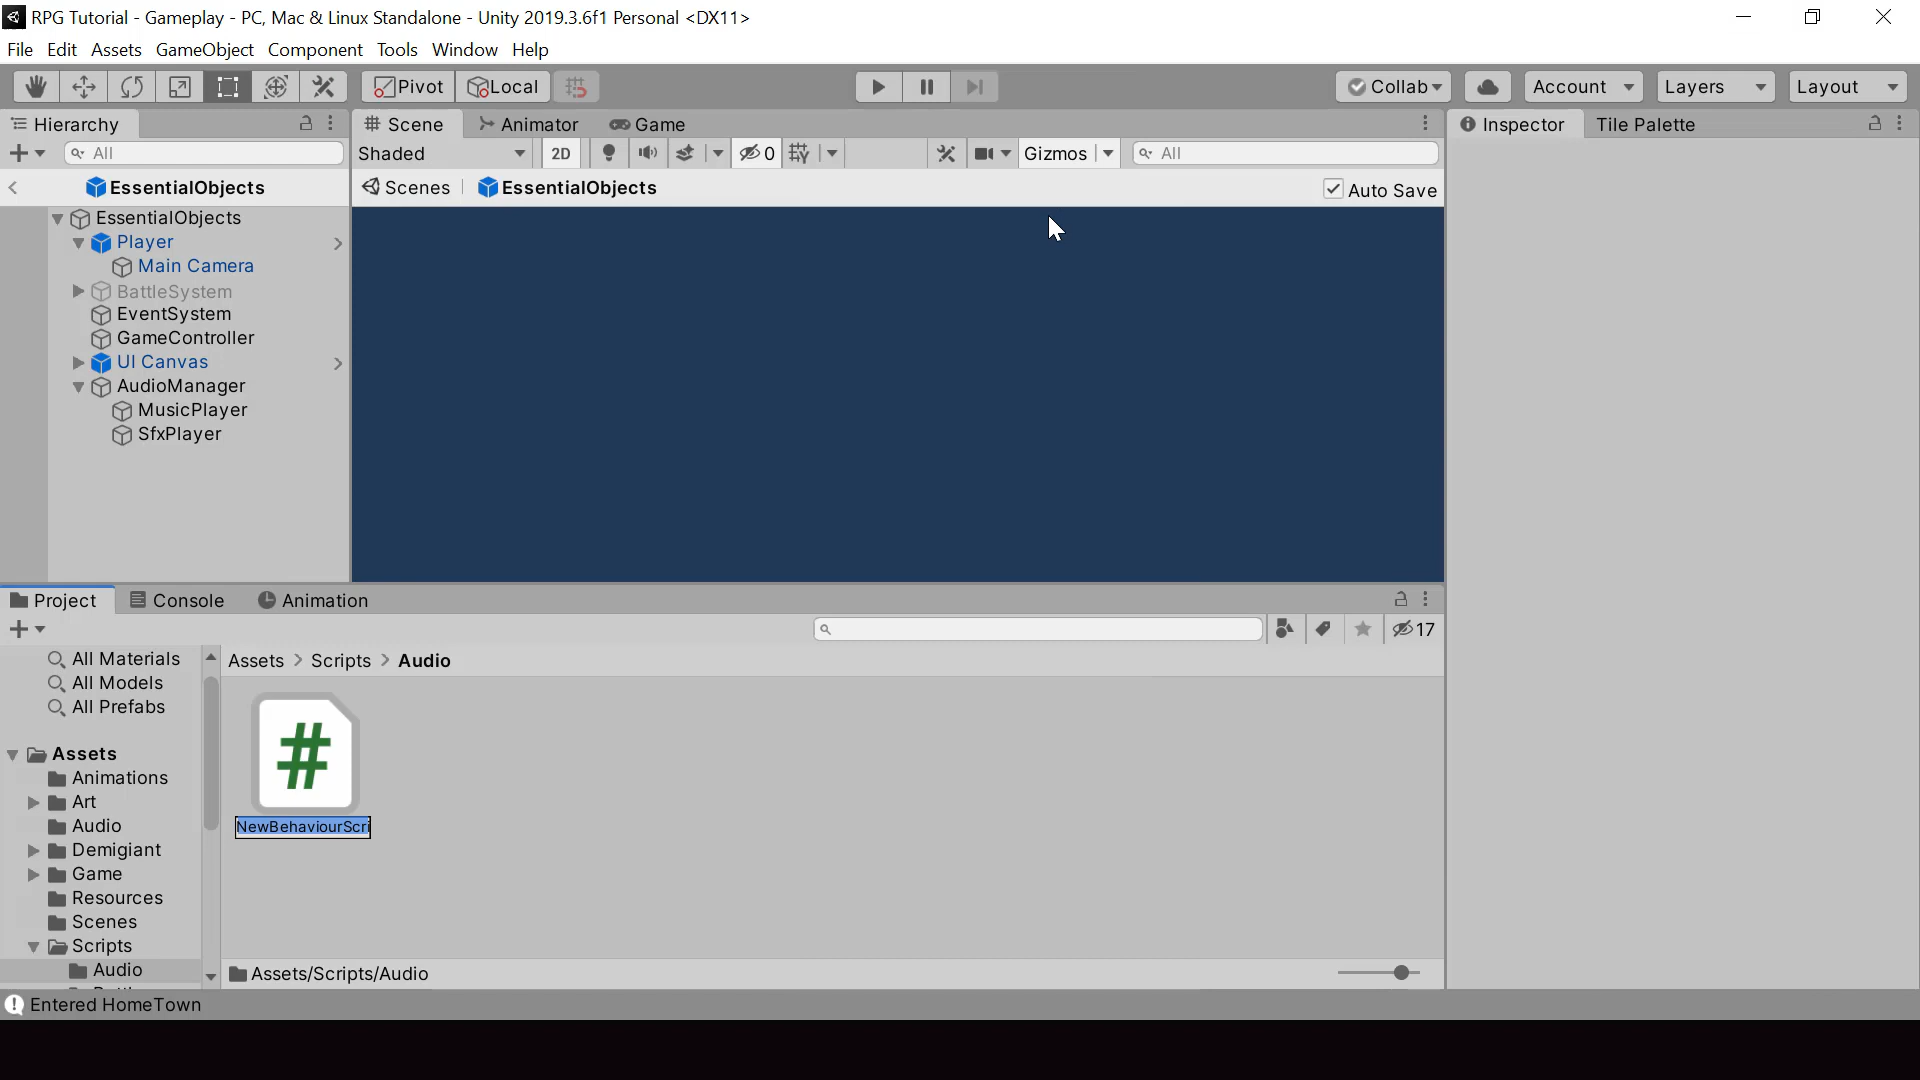 RPG Tutorial - Gameplay - PC, Mac & Linux Standalone - Unity 2019.3.6f1 Personal <DX11>
File Edit Assets GameObject Component Tools Window Help
Pivot Local Collab Account Layers Layout
Hierarchy Scene Animator Game Inspector Tile Palette
All Shaded 2D 0 Gizmos All
EssentialObjects Scenes EssentialObjects Auto Save
EssentialObjects
Player
Main Camera
BattleSystem
EventSystem
GameController
UI Canvas
AudioManager
MusicPlayer
SfxPlayer
Project Console Animation
17
All Materials
All Models
All Prefabs
Assets > Scripts > Audio
NewBehaviourScri
Assets
Animations
Art
Audio
Demigiant
Game
Resources
Scenes
Scripts
Audio
Assets/Scripts/Audio
Entered HomeTown